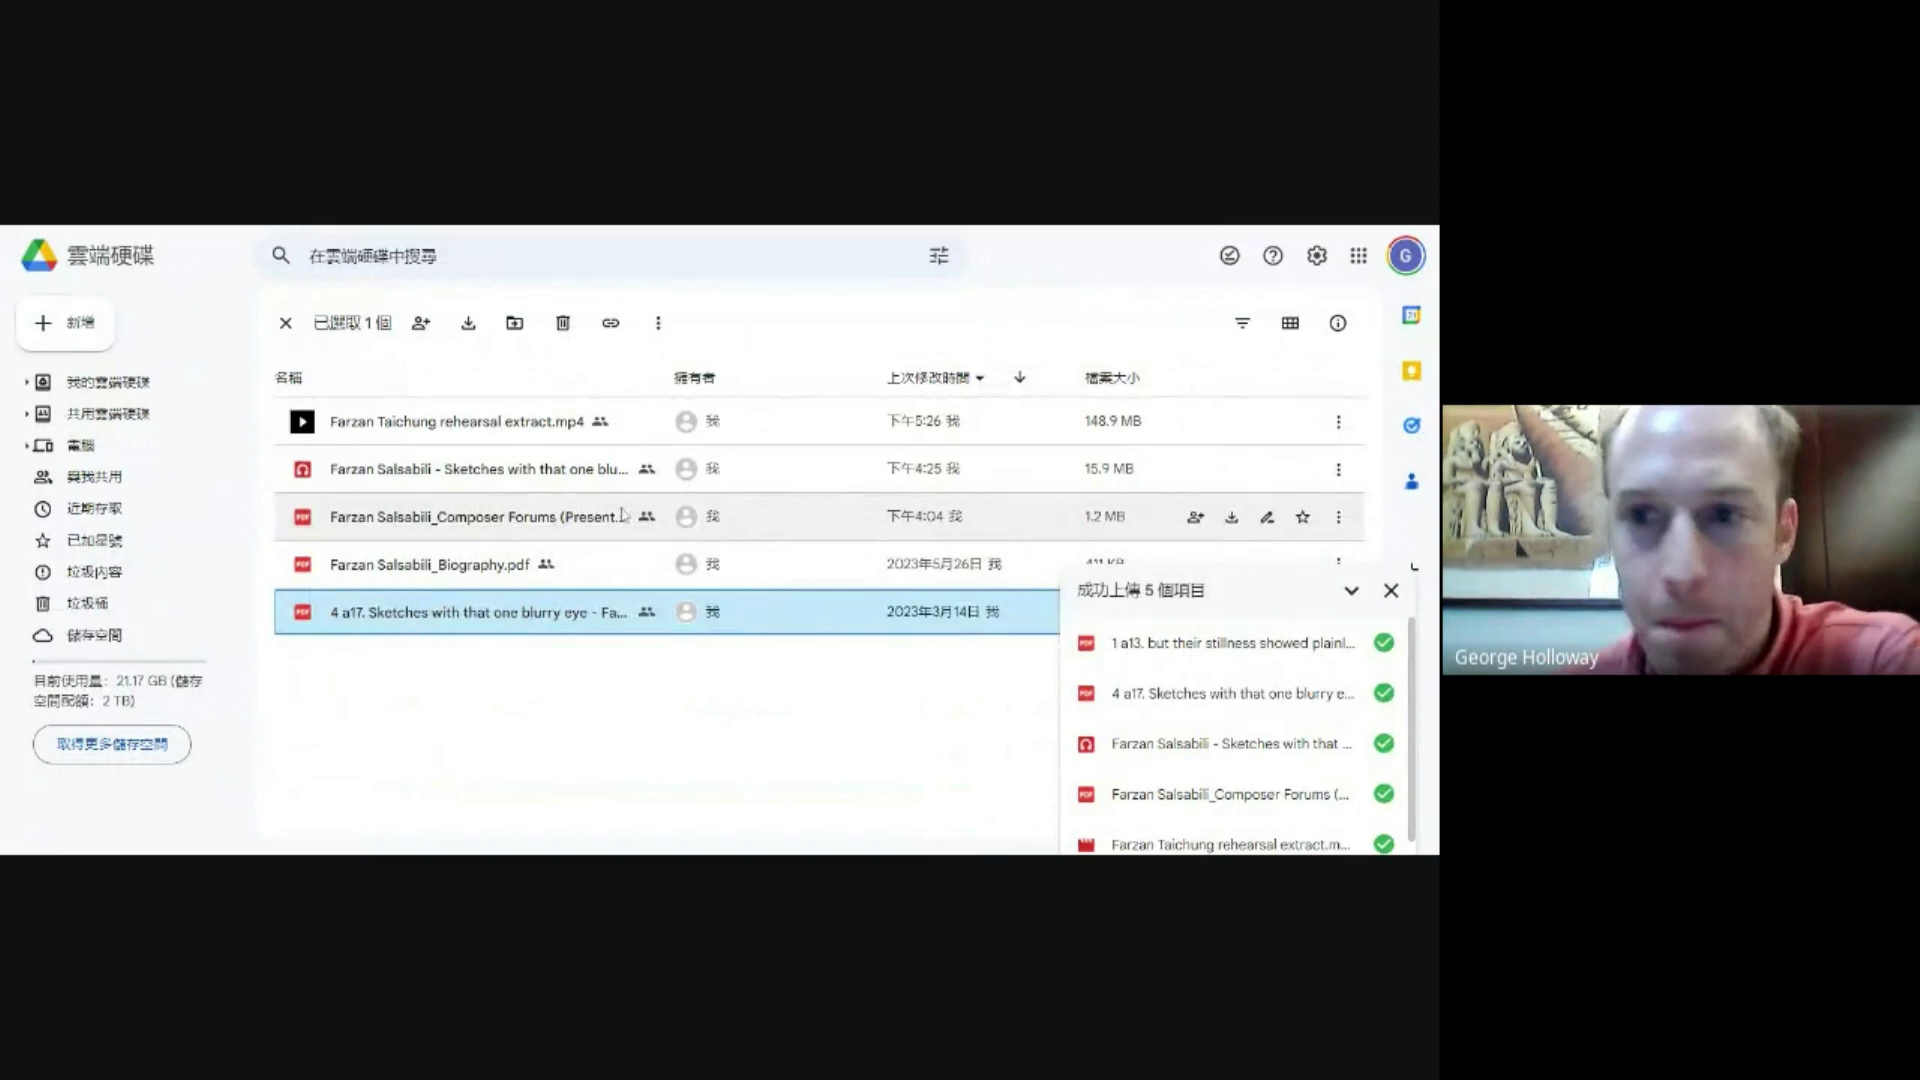 雲端硬碟
在雲端硬碟中搜尋
G
新增
已選取 1 個
我的雲端硬碟
共用雲端硬碟
電腦
與我共用
近期存取
已加星號
垃圾內容
垃圾桶
儲存空間
目前使用量：21.17 GB (儲存
空間配額：2 TB)
取得更多儲存空間
名稱 擁有者 上次修改時間 檔案大小
Farzan Taichung rehearsal extract.mp4 我 下午5:26 我 148.9 MB
Farzan Salsabili - Sketches with that one blu... 我 下午4:25 我 15.9 MB
PDF Farzan Salsabili_Composer Forums (Present... 我 下午4:04 我 1.2 MB
PDF Farzan Salsabili_Biography.pdf 我 2023年5月26日 我
PDF 4 a17. Sketches with that one blurry eye - Fa... 我 2023年3月14日 我
成功上傳 5 個項目
PDF 1 a13. but their stillness showed plainl...
PDF 4 a17. Sketches with that one blurry e...
Farzan Salsabili - Sketches with that ...
PDF Farzan Salsabili_Composer Forums (...
Farzan Taichung rehearsal extract.m...
George Holloway